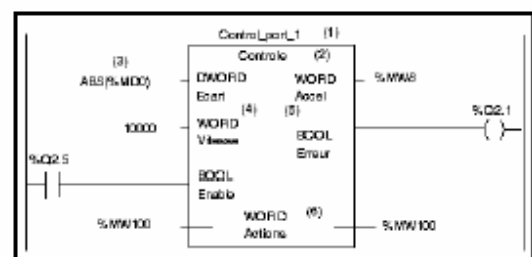 Control_port_1 (1)
Controle (2)
(3)
ABS(%MD0) DWORD WORD %MW8
Ecart Accel
(4) (5) %Q2.1
10000 WORD
Vitesse BOOL
Erreur
%Q2.5
BOOL
Enable
%MW100 WORD (6) %MW100
Actions